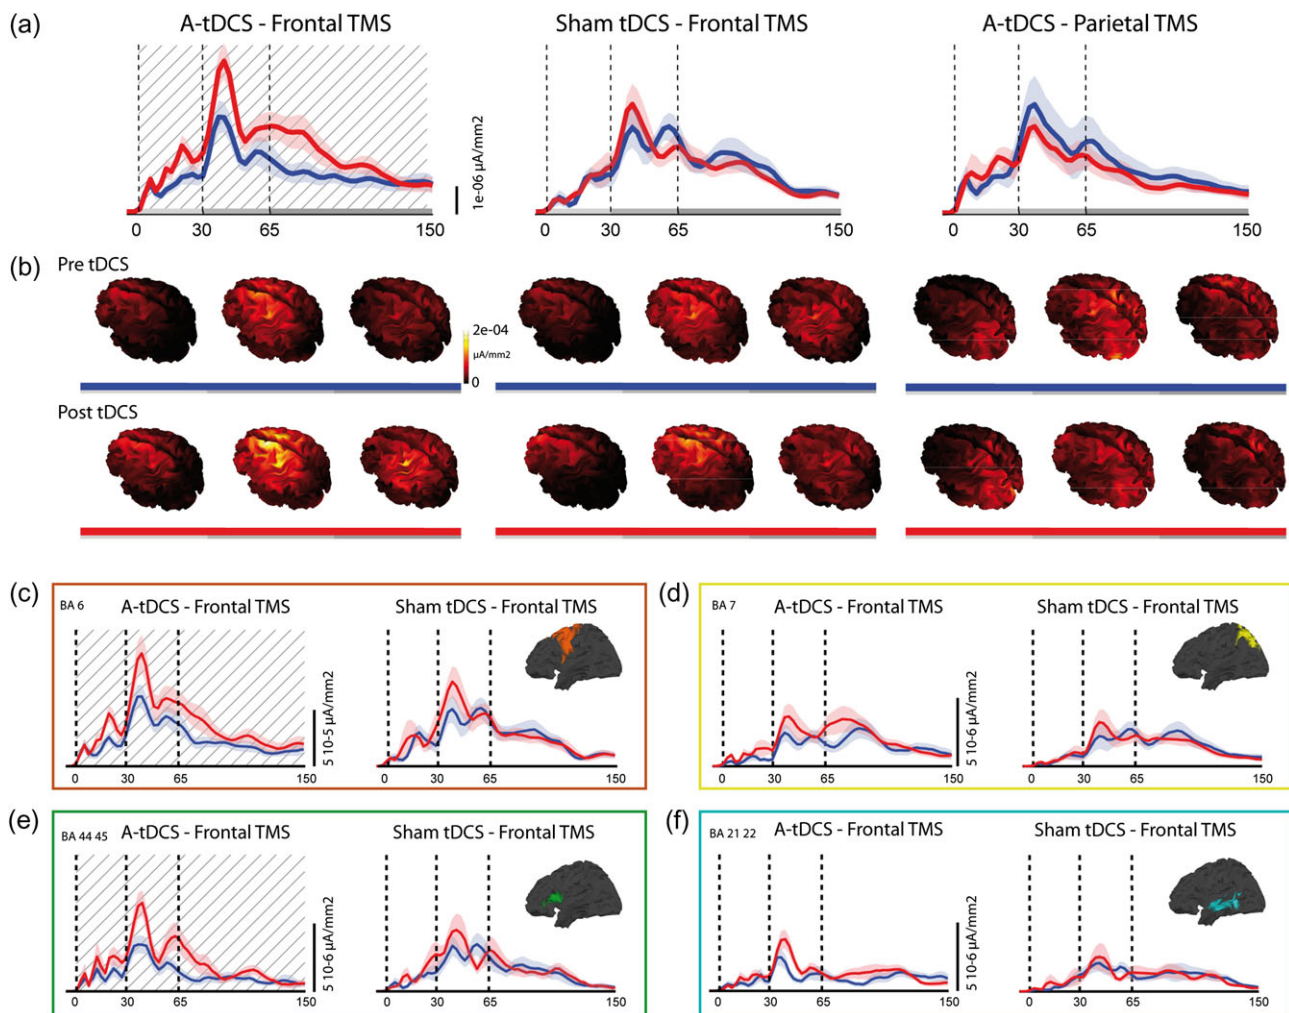 (a)
A-tDCS - Frontal TMS
Sham tDCS - Frontal TMS
A-tDCS - Parietal TMS
1e-06 µA/mm2
0 30 65 150
0 30 65 150
0 30 65 150
(b)
Pre tDCS
2e-04
µA/mm2
0
Post tDCS
(c)
BA 6
A-tDCS - Frontal TMS
Sham tDCS - Frontal TMS
5 10-5 µA/mm2
0 30 65 150
0 30 65 150
(d)
BA 7
A-tDCS - Frontal TMS
Sham tDCS - Frontal TMS
5 10-6 µA/mm2
0 30 65 150
0 30 65 150
(e)
BA 44 45
A-tDCS - Frontal TMS
Sham tDCS - Frontal TMS
5 10-6 µA/mm2
0 30 65 150
0 30 65 150
(f)
BA 21 22
A-tDCS - Frontal TMS
Sham tDCS - Frontal TMS
5 10-6 µA/mm2
0 30 65 150
0 30 65 150